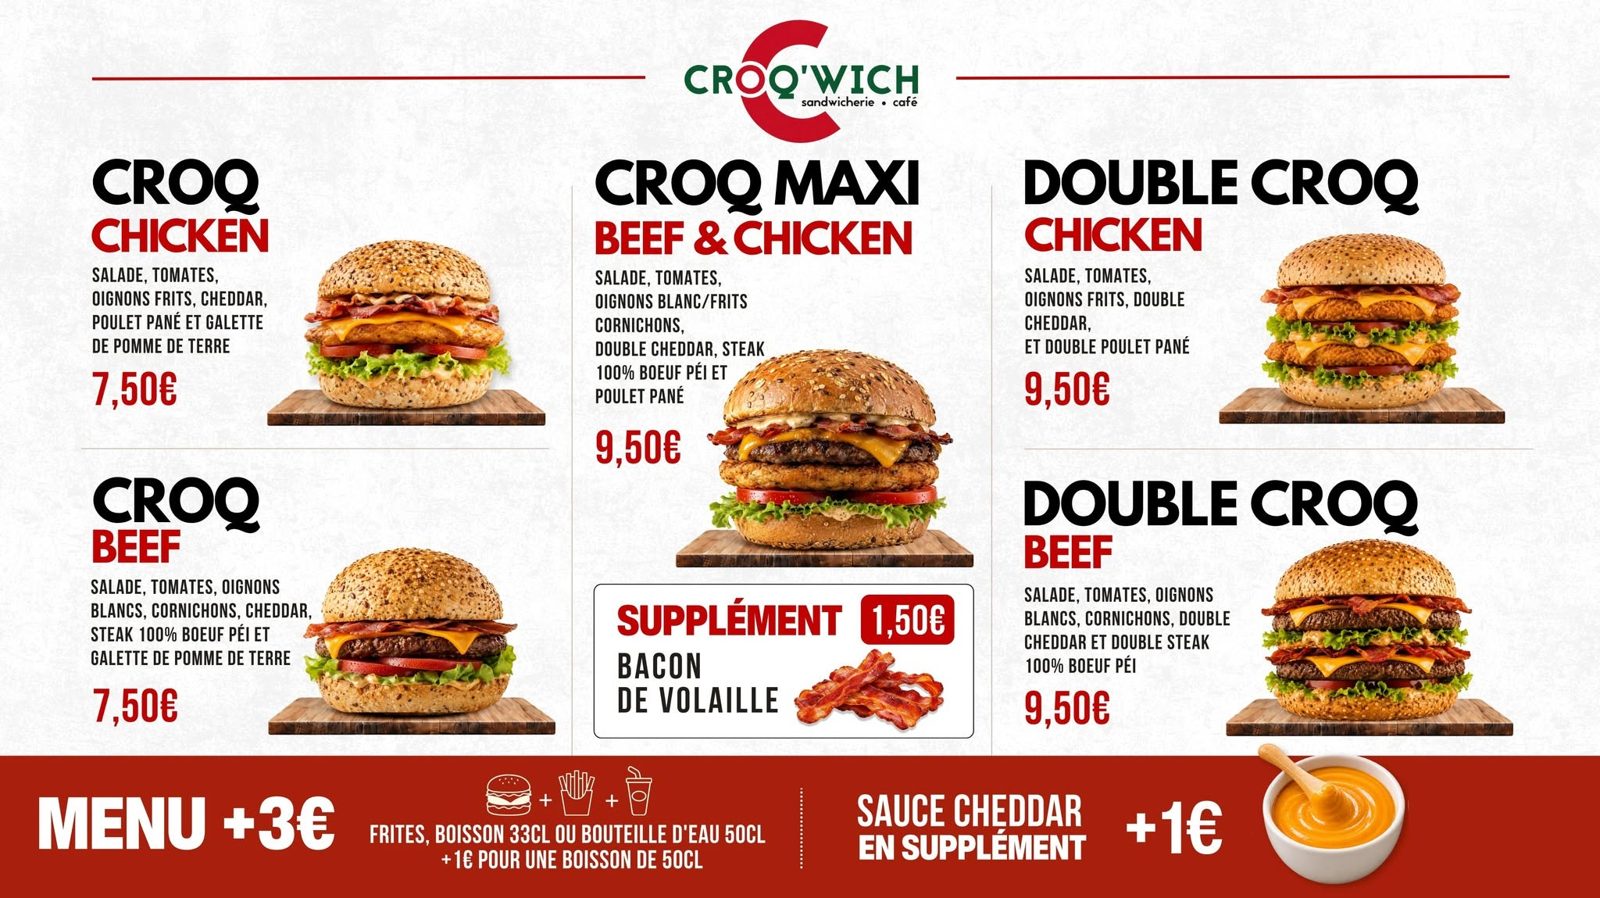 CROQ'WICH
sandwicherie • café
CROQ
CHICKEN
SALADE, TOMATES,
OIGNONS FRITS, CHEDDAR,
POULET PANÉ ET GALETTE
DE POMME DE TERRE
7,50€
CROQ
BEEF
SALADE, TOMATES, OIGNONS
BLANCS, CORNICHONS, CHEDDAR,
STEAK 100% BOEUF PÉI ET
GALETTE DE POMME DE TERRE
7,50€
CROQ MAXI
BEEF & CHICKEN
SALADE, TOMATES,
OIGNONS BLANC/FRITS
CORNICHONS,
DOUBLE CHEDDAR, STEAK
100% BOEUF PÉI ET
POULET PANÉ
9,50€
SUPPLÉMENT 1,50€
BACON
DE VOLAILLE
DOUBLE CROQ
CHICKEN
SALADE, TOMATES,
OIGNONS FRITS, DOUBLE
CHEDDAR,
ET DOUBLE POULET PANÉ
9,50€
DOUBLE CROQ
BEEF
SALADE, TOMATES, OIGNONS
BLANCS, CORNICHONS, DOUBLE
CHEDDAR ET DOUBLE STEAK
100% BOEUF PÉI
9,50€
MENU +3€
FRITES, BOISSON 33CL OU BOUTEILLE D'EAU 50CL
+1€ POUR UNE BOISSON DE 50CL
SAUCE CHEDDAR
EN SUPPLÉMENT
+1€